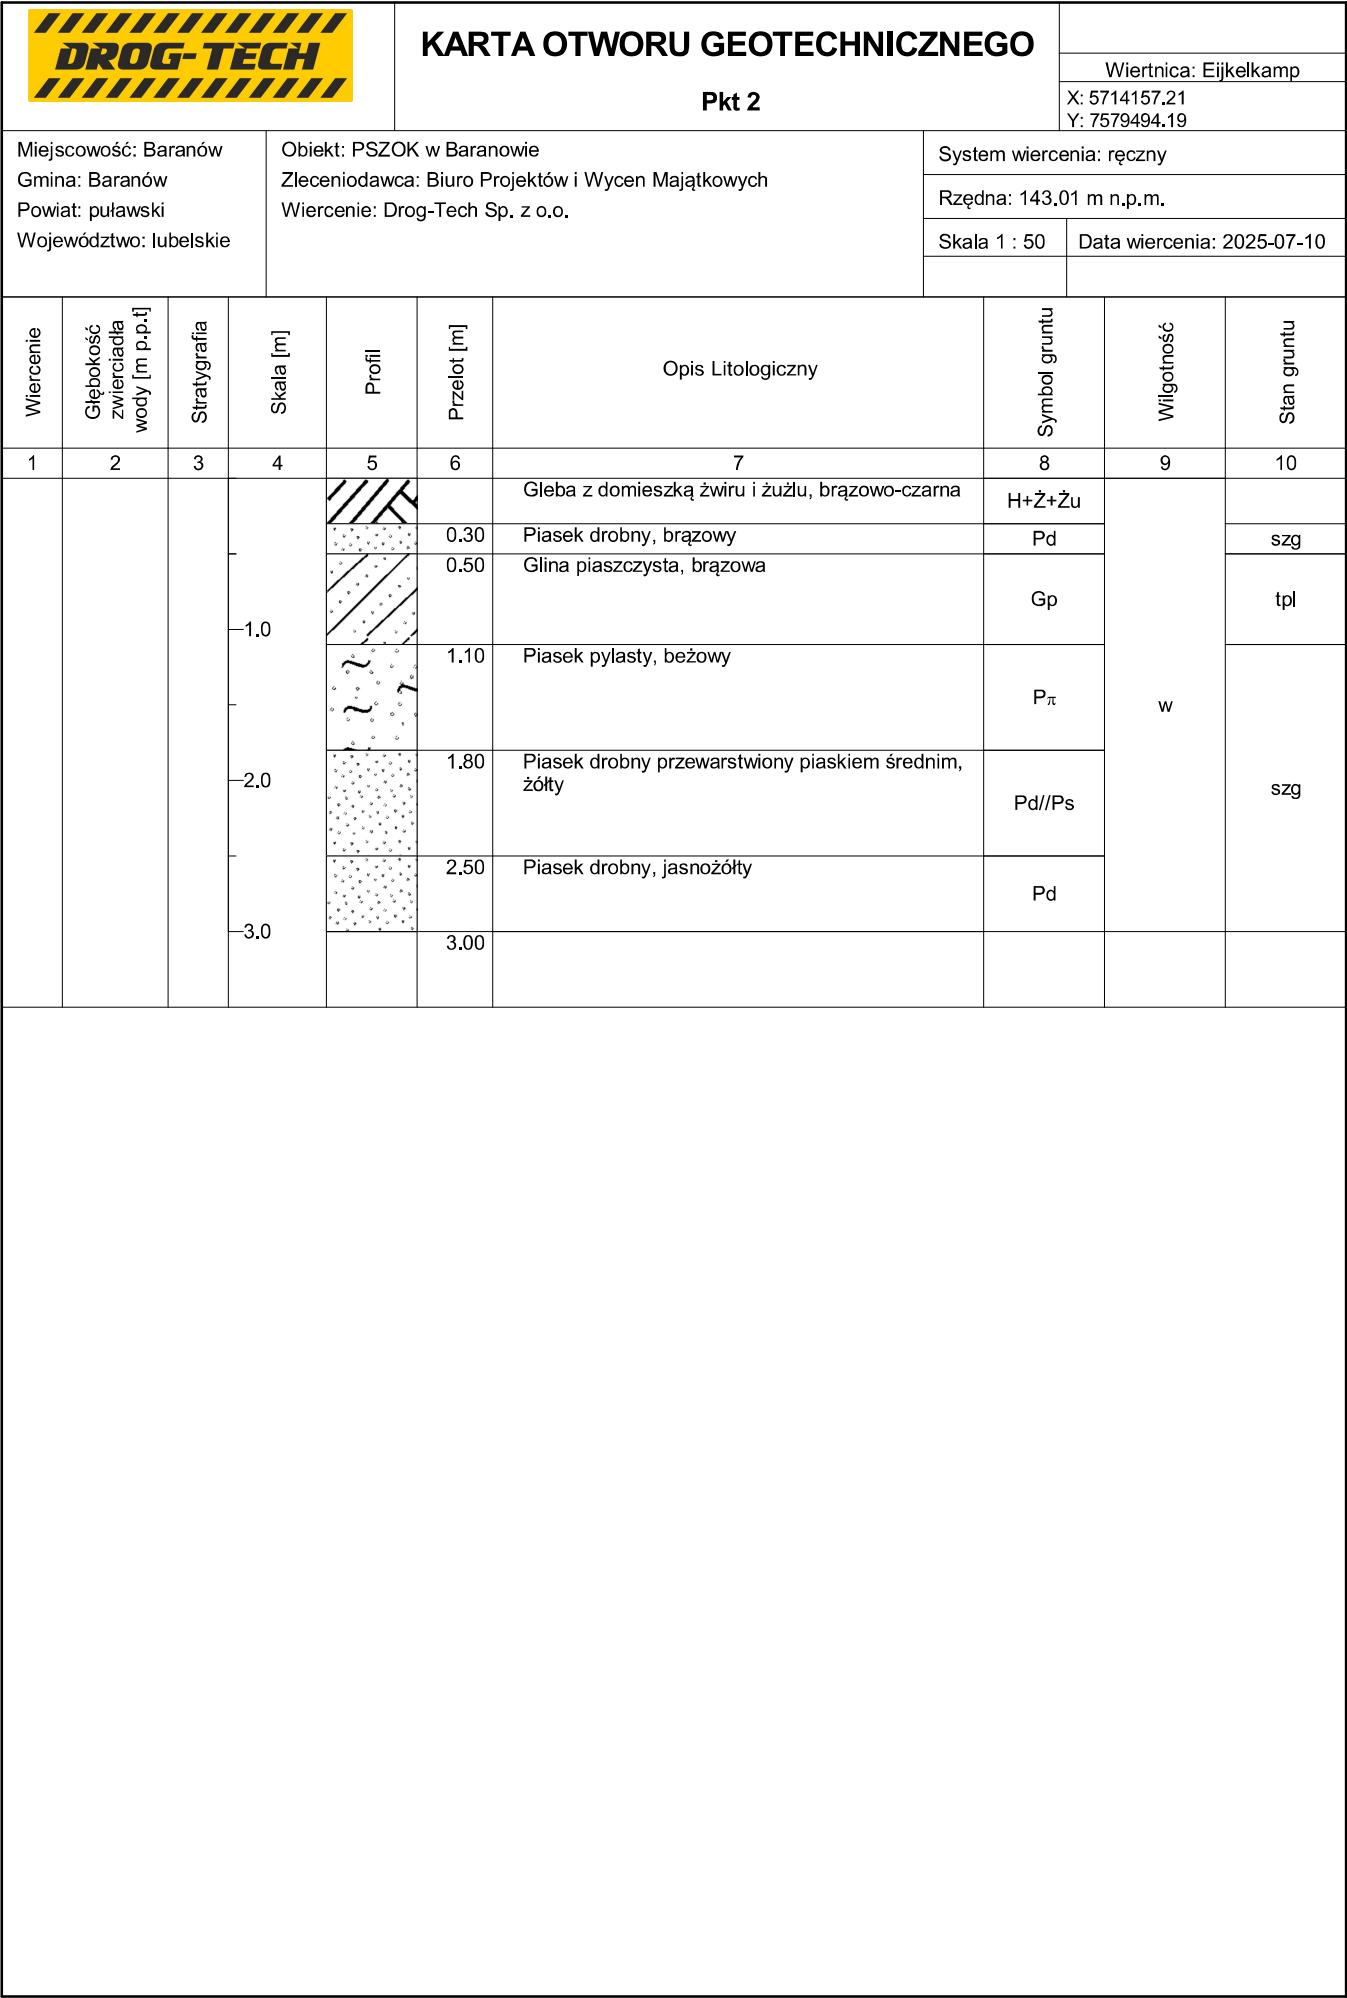 DROG-TECH
KARTA OTWORU GEOTECHNICZNEGO
Pkt 2
Wiertnica: Eijkelkamp
X: 5714157.21
Y: 7579494.19
Miejscowość: Baranów
Gmina: Baranów
Powiat: puławski
Województwo: lubelskie
Obiekt: PSZOK w Baranowie
Zleceniodawca: Biuro Projektów i Wycen Majątkowych
Wiercenie: Drog-Tech Sp. z o.o.
System wiercenia: ręczny
Rzędna: 143.01 m n.p.m.
Skala 1 : 50
Data wiercenia: 2025-07-10
Wiercenie
Głębokość
zwierciadła
wody [m p.p.t]
Stratygrafia
Skala [m]
Profil
Przelot [m]
Opis Litologiczny
Symbol gruntu
Wilgotność
Stan gruntu
1 2 3 4 5 6 7 8 9 10
Gleba z domieszką żwiru i żużlu, brązowo-czarna
H+Ż+Żu
0.30 Piasek drobny, brązowy
Pd
szg
0.50 Glina piaszczysta, brązowa
Gp
tpl
1.0
1.10 Piasek pylasty, beżowy
Pπ
w
1.80 Piasek drobny przewarstwiony piaskiem średnim,
żółty
2.0
Pd//Ps
szg
2.50 Piasek drobny, jasnożółty
Pd
3.0
3.00